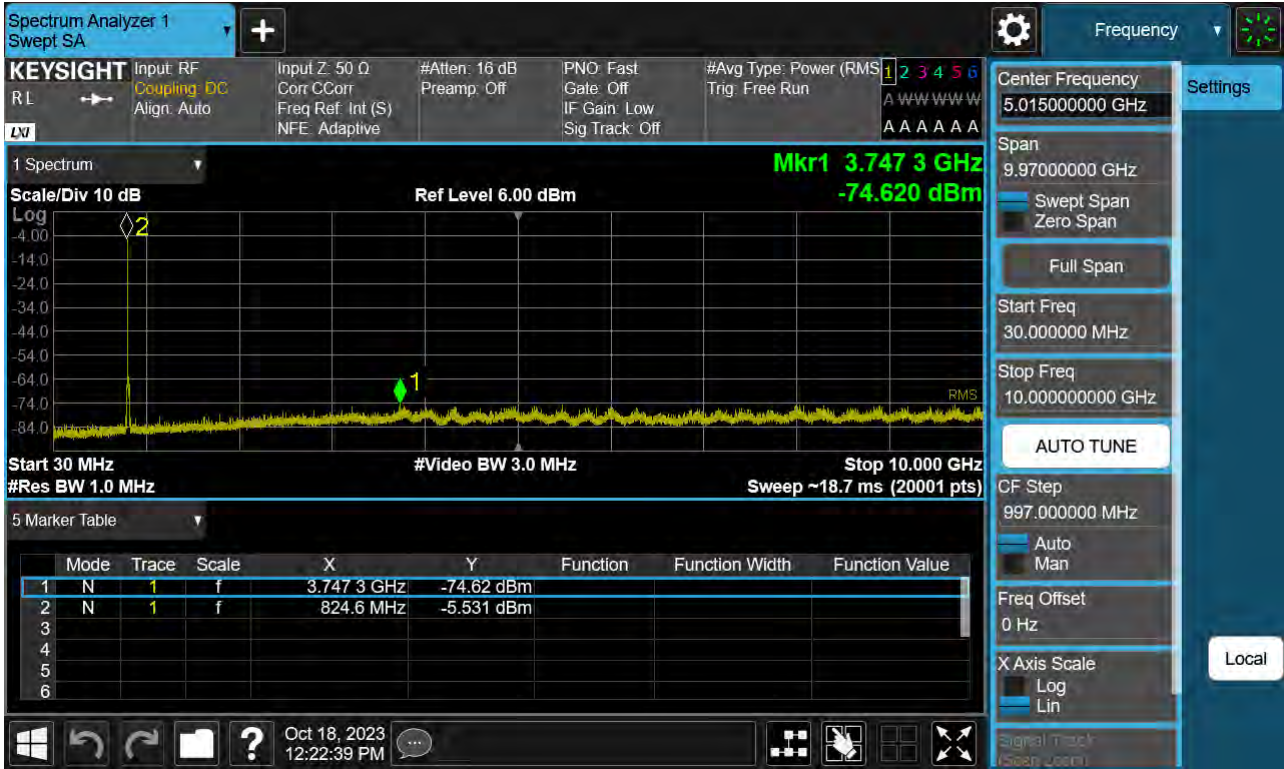 Spectrum Analyzer 1
Swept SA
Frequency
KEYSIGHT
RL
LXI
Input: RF
Coupling: DC
Align: Auto
Input Z: 50 Ω
Corr CCorr
Freq Ref: Int (S)
NFE: Adaptive
#Atten: 16 dB
Preamp: Off
PNO: Fast
Gate: Off
IF Gain: Low
Sig Track: Off
#Avg Type: Power (RMS
Trig: Free Run
1 2 3 4 5 6
A W W W W W
A A A A A A
1 Spectrum
Scale/Div 10 dB
Ref Level 6.00 dBm
Mkr1 3.747 3 GHz
-74.620 dBm
Log
-4.00
-14.0
-24.0
-34.0
-44.0
-54.0
-64.0
-74.0
-84.0
2
1
RMS
Start 30 MHz
#Video BW 3.0 MHz
Stop 10.000 GHz
#Res BW 1.0 MHz
Sweep ~18.7 ms (20001 pts)
5 Marker Table
Mode Trace Scale X Y Function Function Width Function Value
1 N 1 f 3.747 3 GHz -74.62 dBm
2 N 1 f 824.6 MHz -5.531 dBm
3
4
5
6
Oct 18, 2023
12:22:39 PM
Center Frequency
5.015000000 GHz
Settings
Span
9.97000000 GHz
Swept Span
Zero Span
Full Span
Start Freq
30.000000 MHz
Stop Freq
10.000000000 GHz
AUTO TUNE
CF Step
997.000000 MHz
Auto
Man
Freq Offset
0 Hz
X Axis Scale
Log
Lin
Local
Signal Track
(Span Zoom)